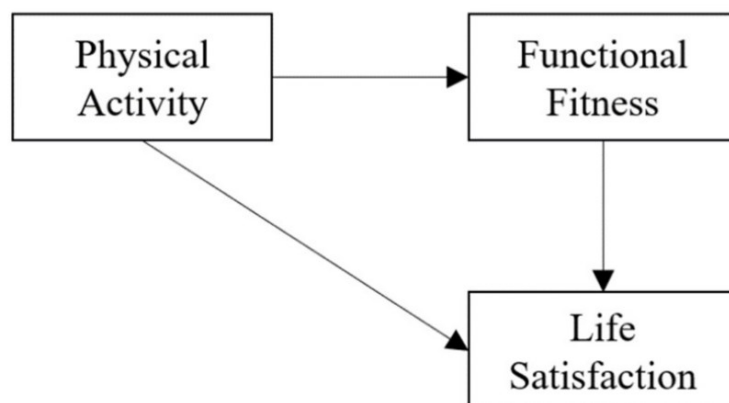 Physical
Activity
Functional
Fitness
Life
Satisfaction